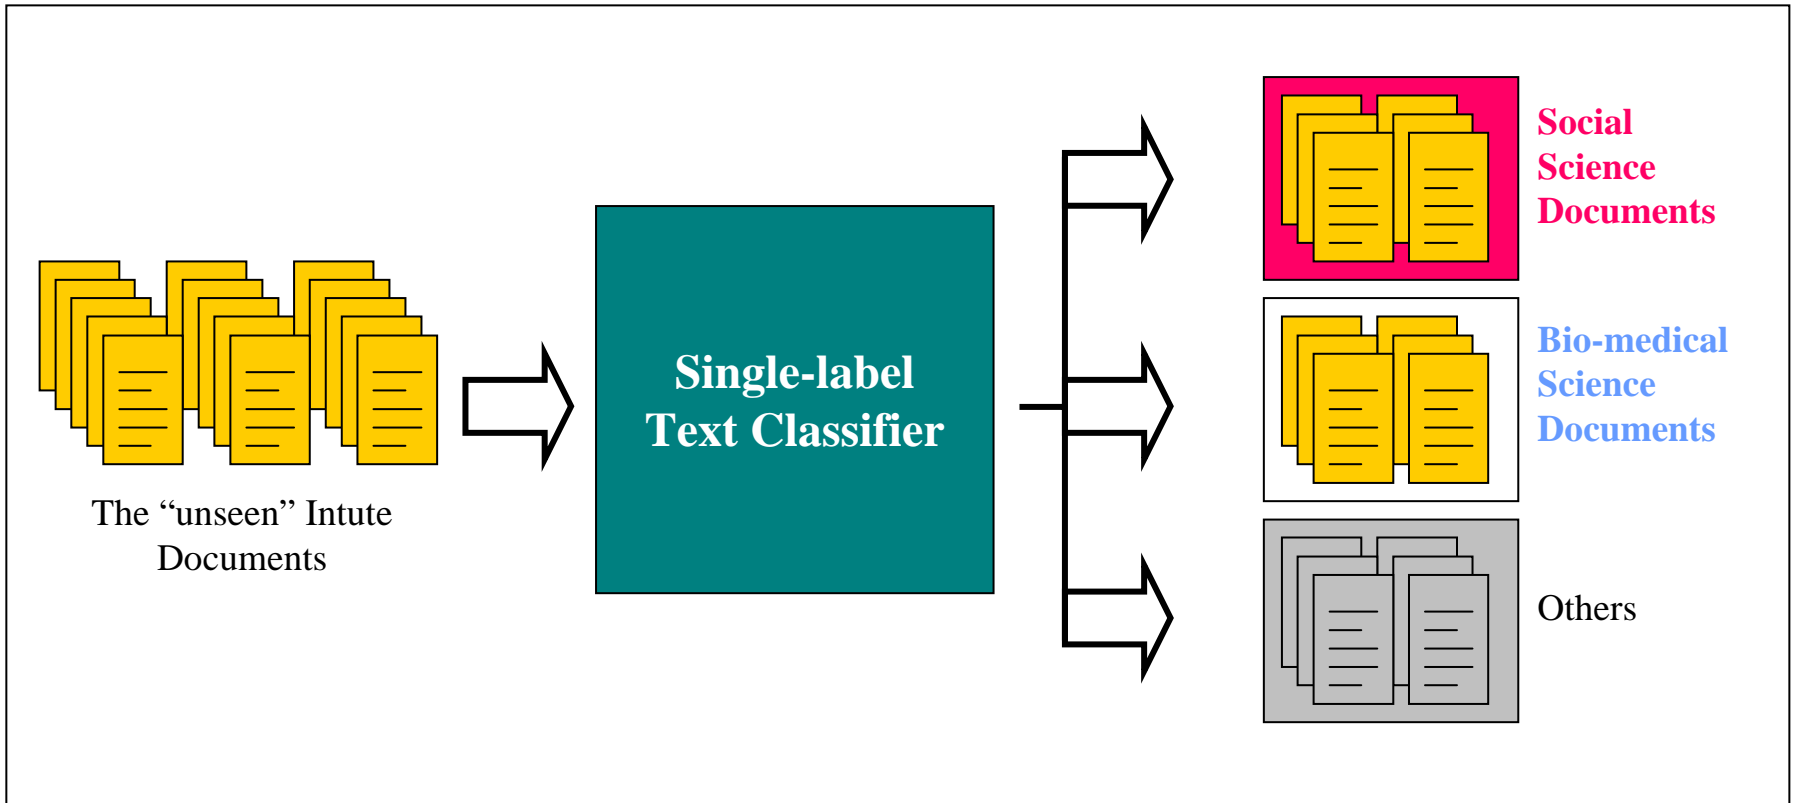 The “unseen” Intute
Documents
Single-label
Text Classifier
Social
Science
Documents
Bio-medical
Science
Documents
Others